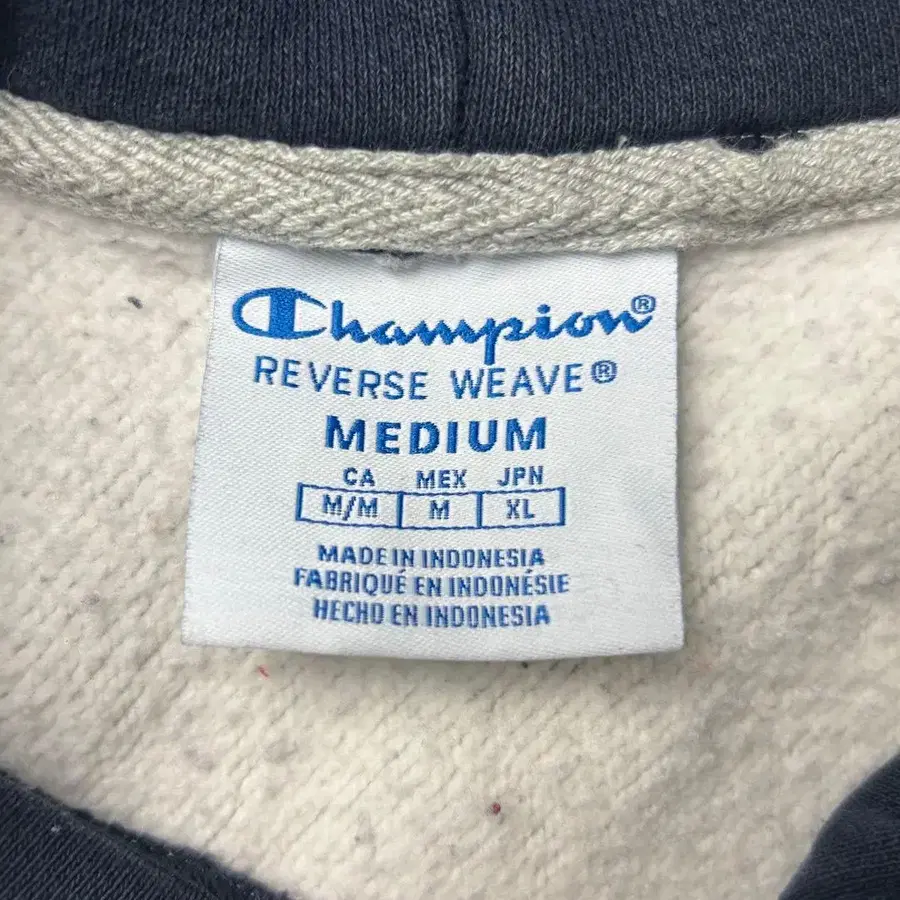 Champion®
REVERSE WEAVE®
MEDIUM
CA MEX JPN
M/M M XL
MADE IN INDONESIA
FABRIQUÉ EN INDONÉSIE
HECHO EN INDONESIA